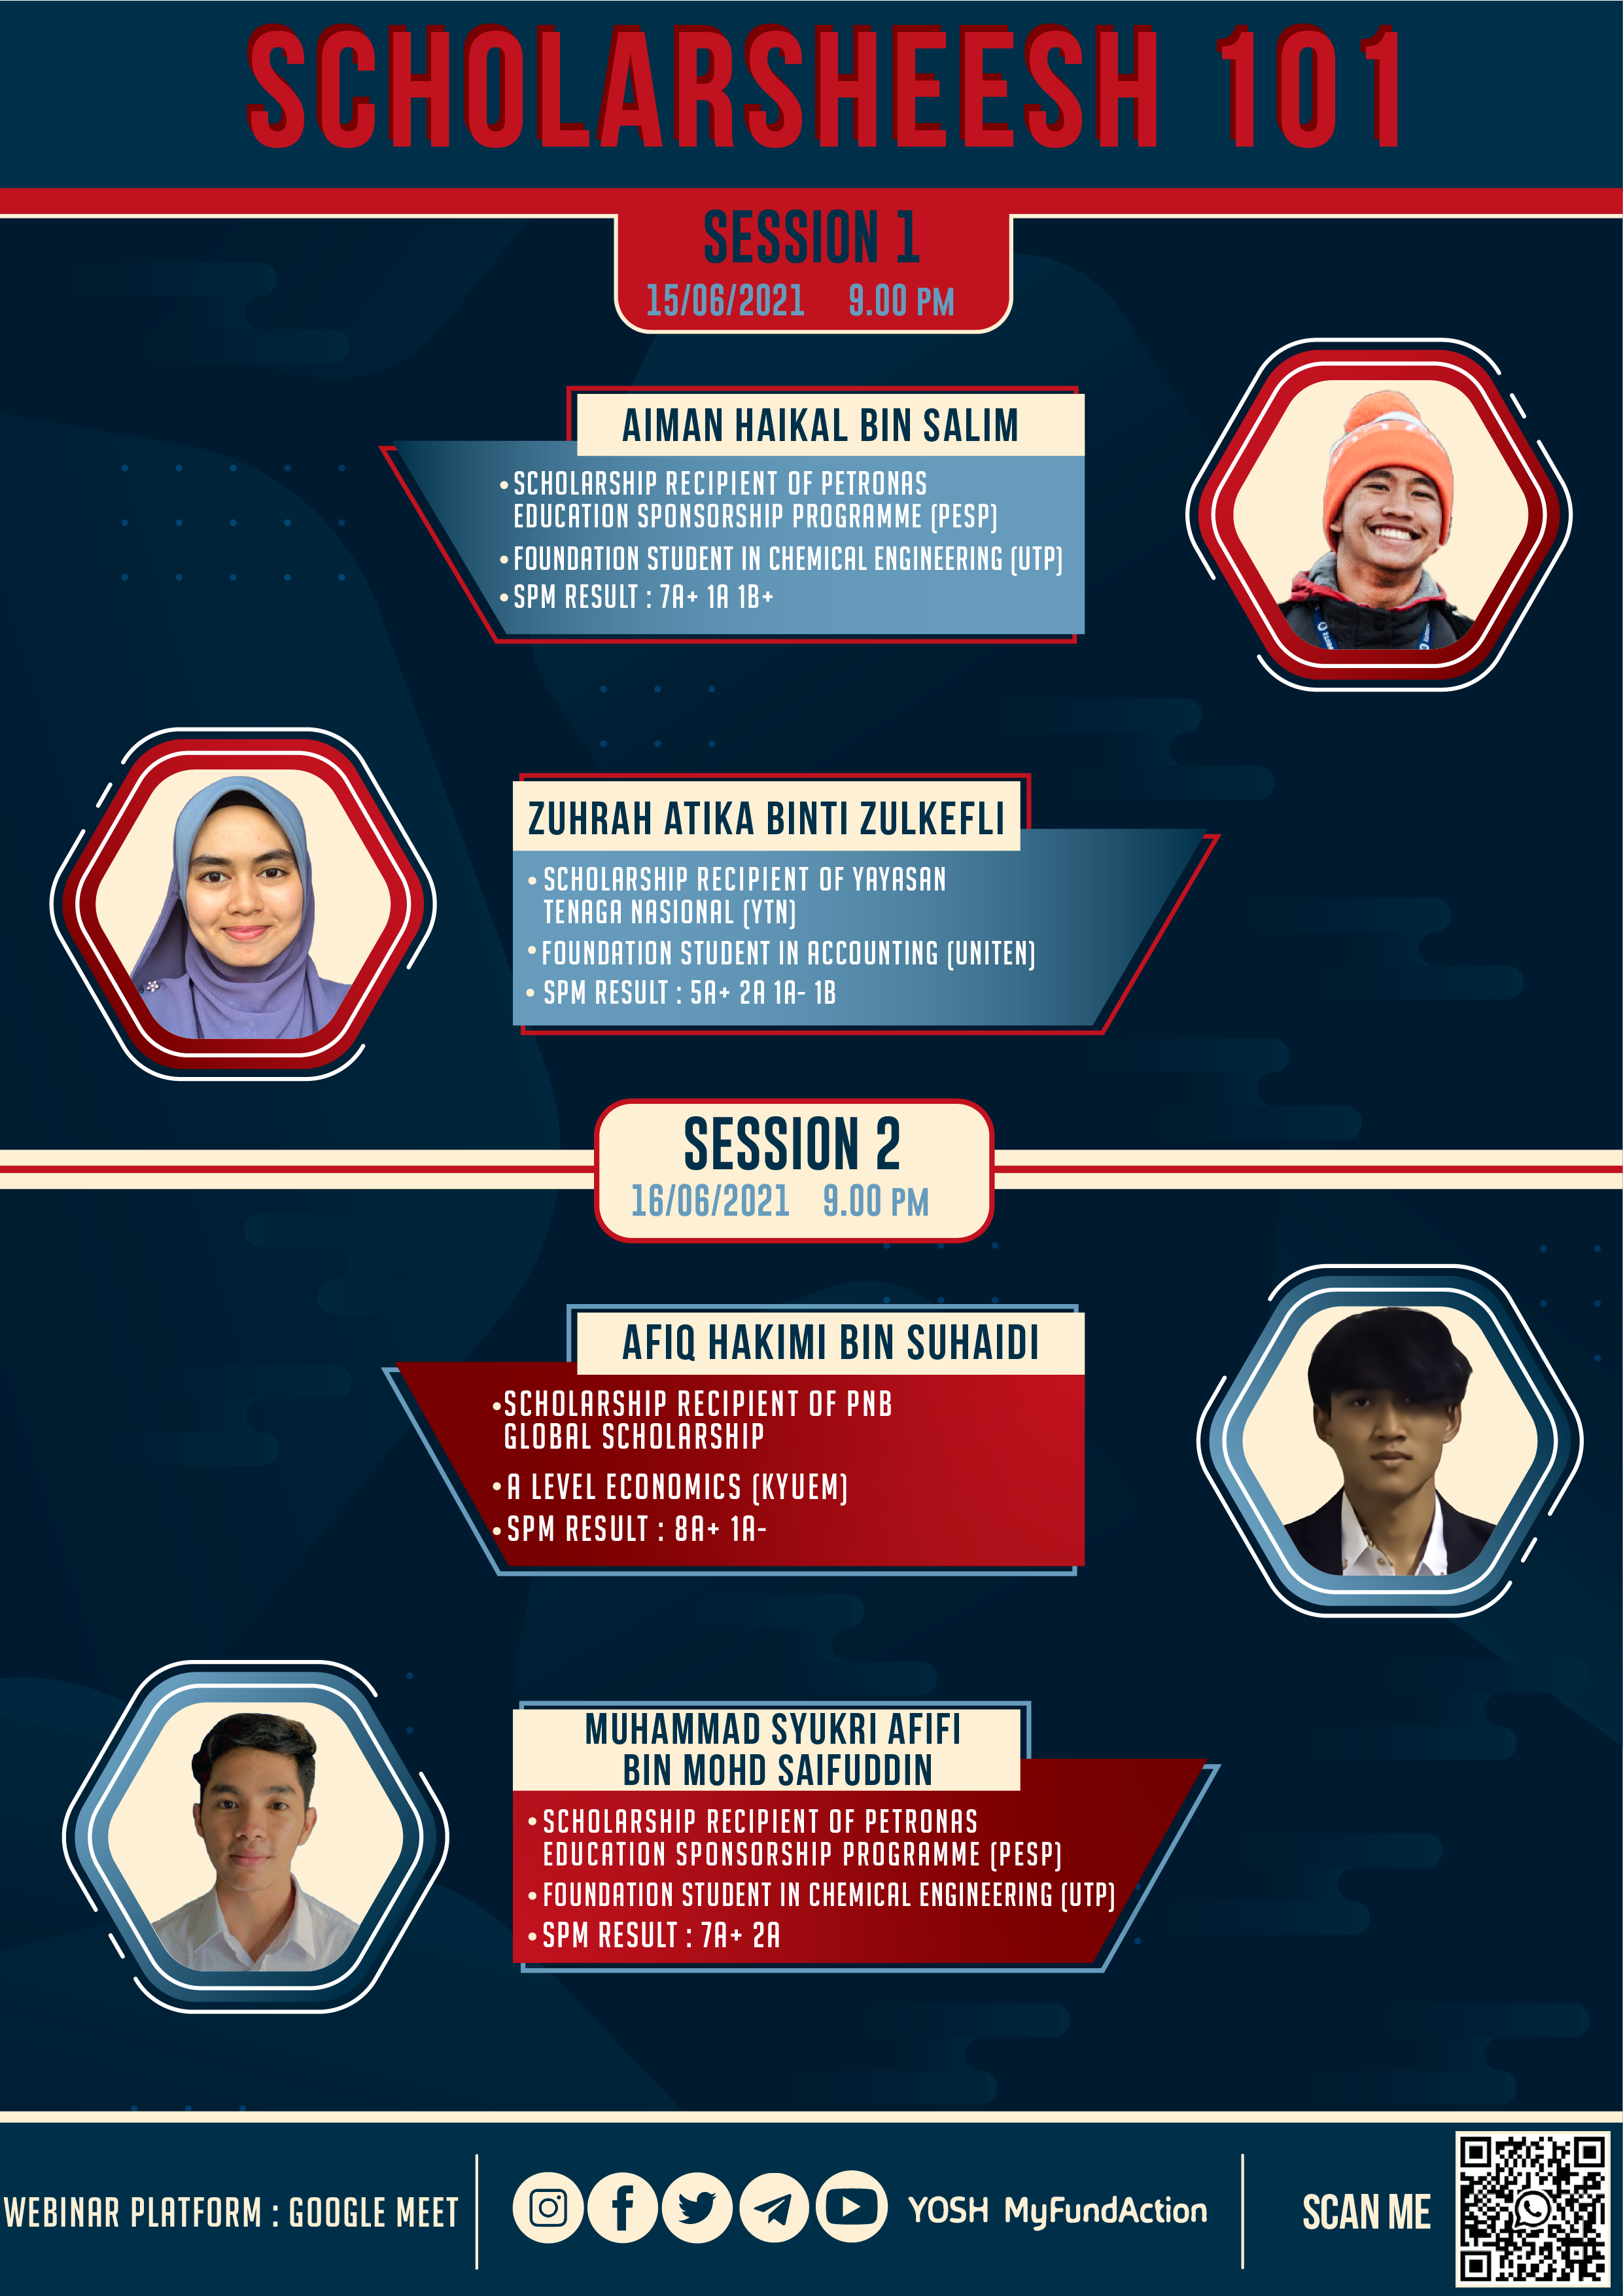 SCHOLARSHEESH 101
SESSION 1
15/06/2021 9.00 PM
AIMAN HAIKAL BIN SALIM
• SCHOLARSHIP RECIPIENT OF PETRONAS
EDUCATION SPONSORSHIP PROGRAMME (PESP)
• FOUNDATION STUDENT IN CHEMICAL ENGINEERING (UTP)
• SPM RESULT : 7A+ 1A 1B+
ZUHRAH ATIKA BINTI ZULKEFLI
• SCHOLARSHIP RECIPIENT OF YAYASAN
TENAGA NASIONAL (YTN)
• FOUNDATION STUDENT IN ACCOUNTING (UNITEN)
• SPM RESULT : 5A+ 2A 1A- 1B
SESSION 2
16/06/2021 9.00 PM
AFIQ HAKIMI BIN SUHAIDI
• SCHOLARSHIP RECIPIENT OF PNB
GLOBAL SCHOLARSHIP
• A LEVEL ECONOMICS (KYUEM)
• SPM RESULT : 8A+ 1A-
MUHAMMAD SYUKRI AFIFI
BIN MOHD SAIFUDDIN
• SCHOLARSHIP RECIPIENT OF PETRONAS
EDUCATION SPONSORSHIP PROGRAMME (PESP)
• FOUNDATION STUDENT IN CHEMICAL ENGINEERING (UTP)
• SPM RESULT : 7A+ 2A
WEBINAR PLATFORM : GOOGLE MEET
YOSH MyFundAction
SCAN ME